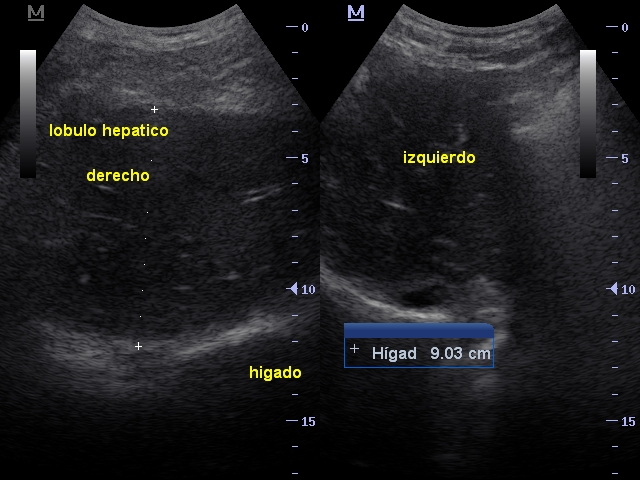 M
M
0
0
lobulo hepatico
derecho
izquierdo
5
5
10
10
+ Hígad 9.03 cm
higado
15
15